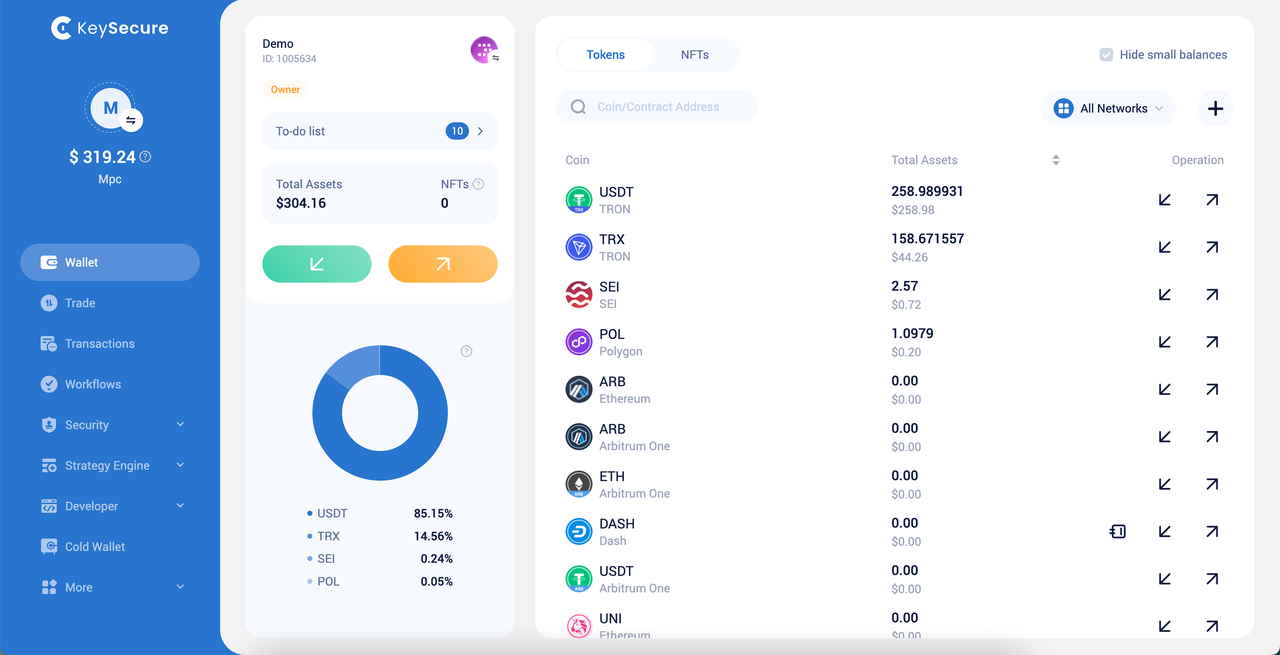 KeySecure
M
$ 319.24
Mpc
Wallet
Trade
Transactions
Workflows
Security
Strategy Engine
Developer
Cold Wallet
More
Demo
ID: 1005634
Owner
To-do list 10
Total Assets NFTs
$304.16 0
USDT 85.15%
TRX 14.56%
SEI 0.24%
POL 0.05%
Tokens NFTs
Hide small balances
Coin/Contract Address
All Networks
Coin Total Assets Operation
USDT 258.989931
TRON $258.98
TRX 158.671557
TRON $44.26
SEI 2.57
SEI $0.72
POL 1.0979
Polygon $0.20
ARB 0.00
Ethereum $0.00
ARB 0.00
Arbitrum One $0.00
ETH 0.00
Arbitrum One $0.00
DASH 0.00
Dash $0.00
USDT 0.00
Arbitrum One $0.00
UNI 0.00
Ethereum $0.00